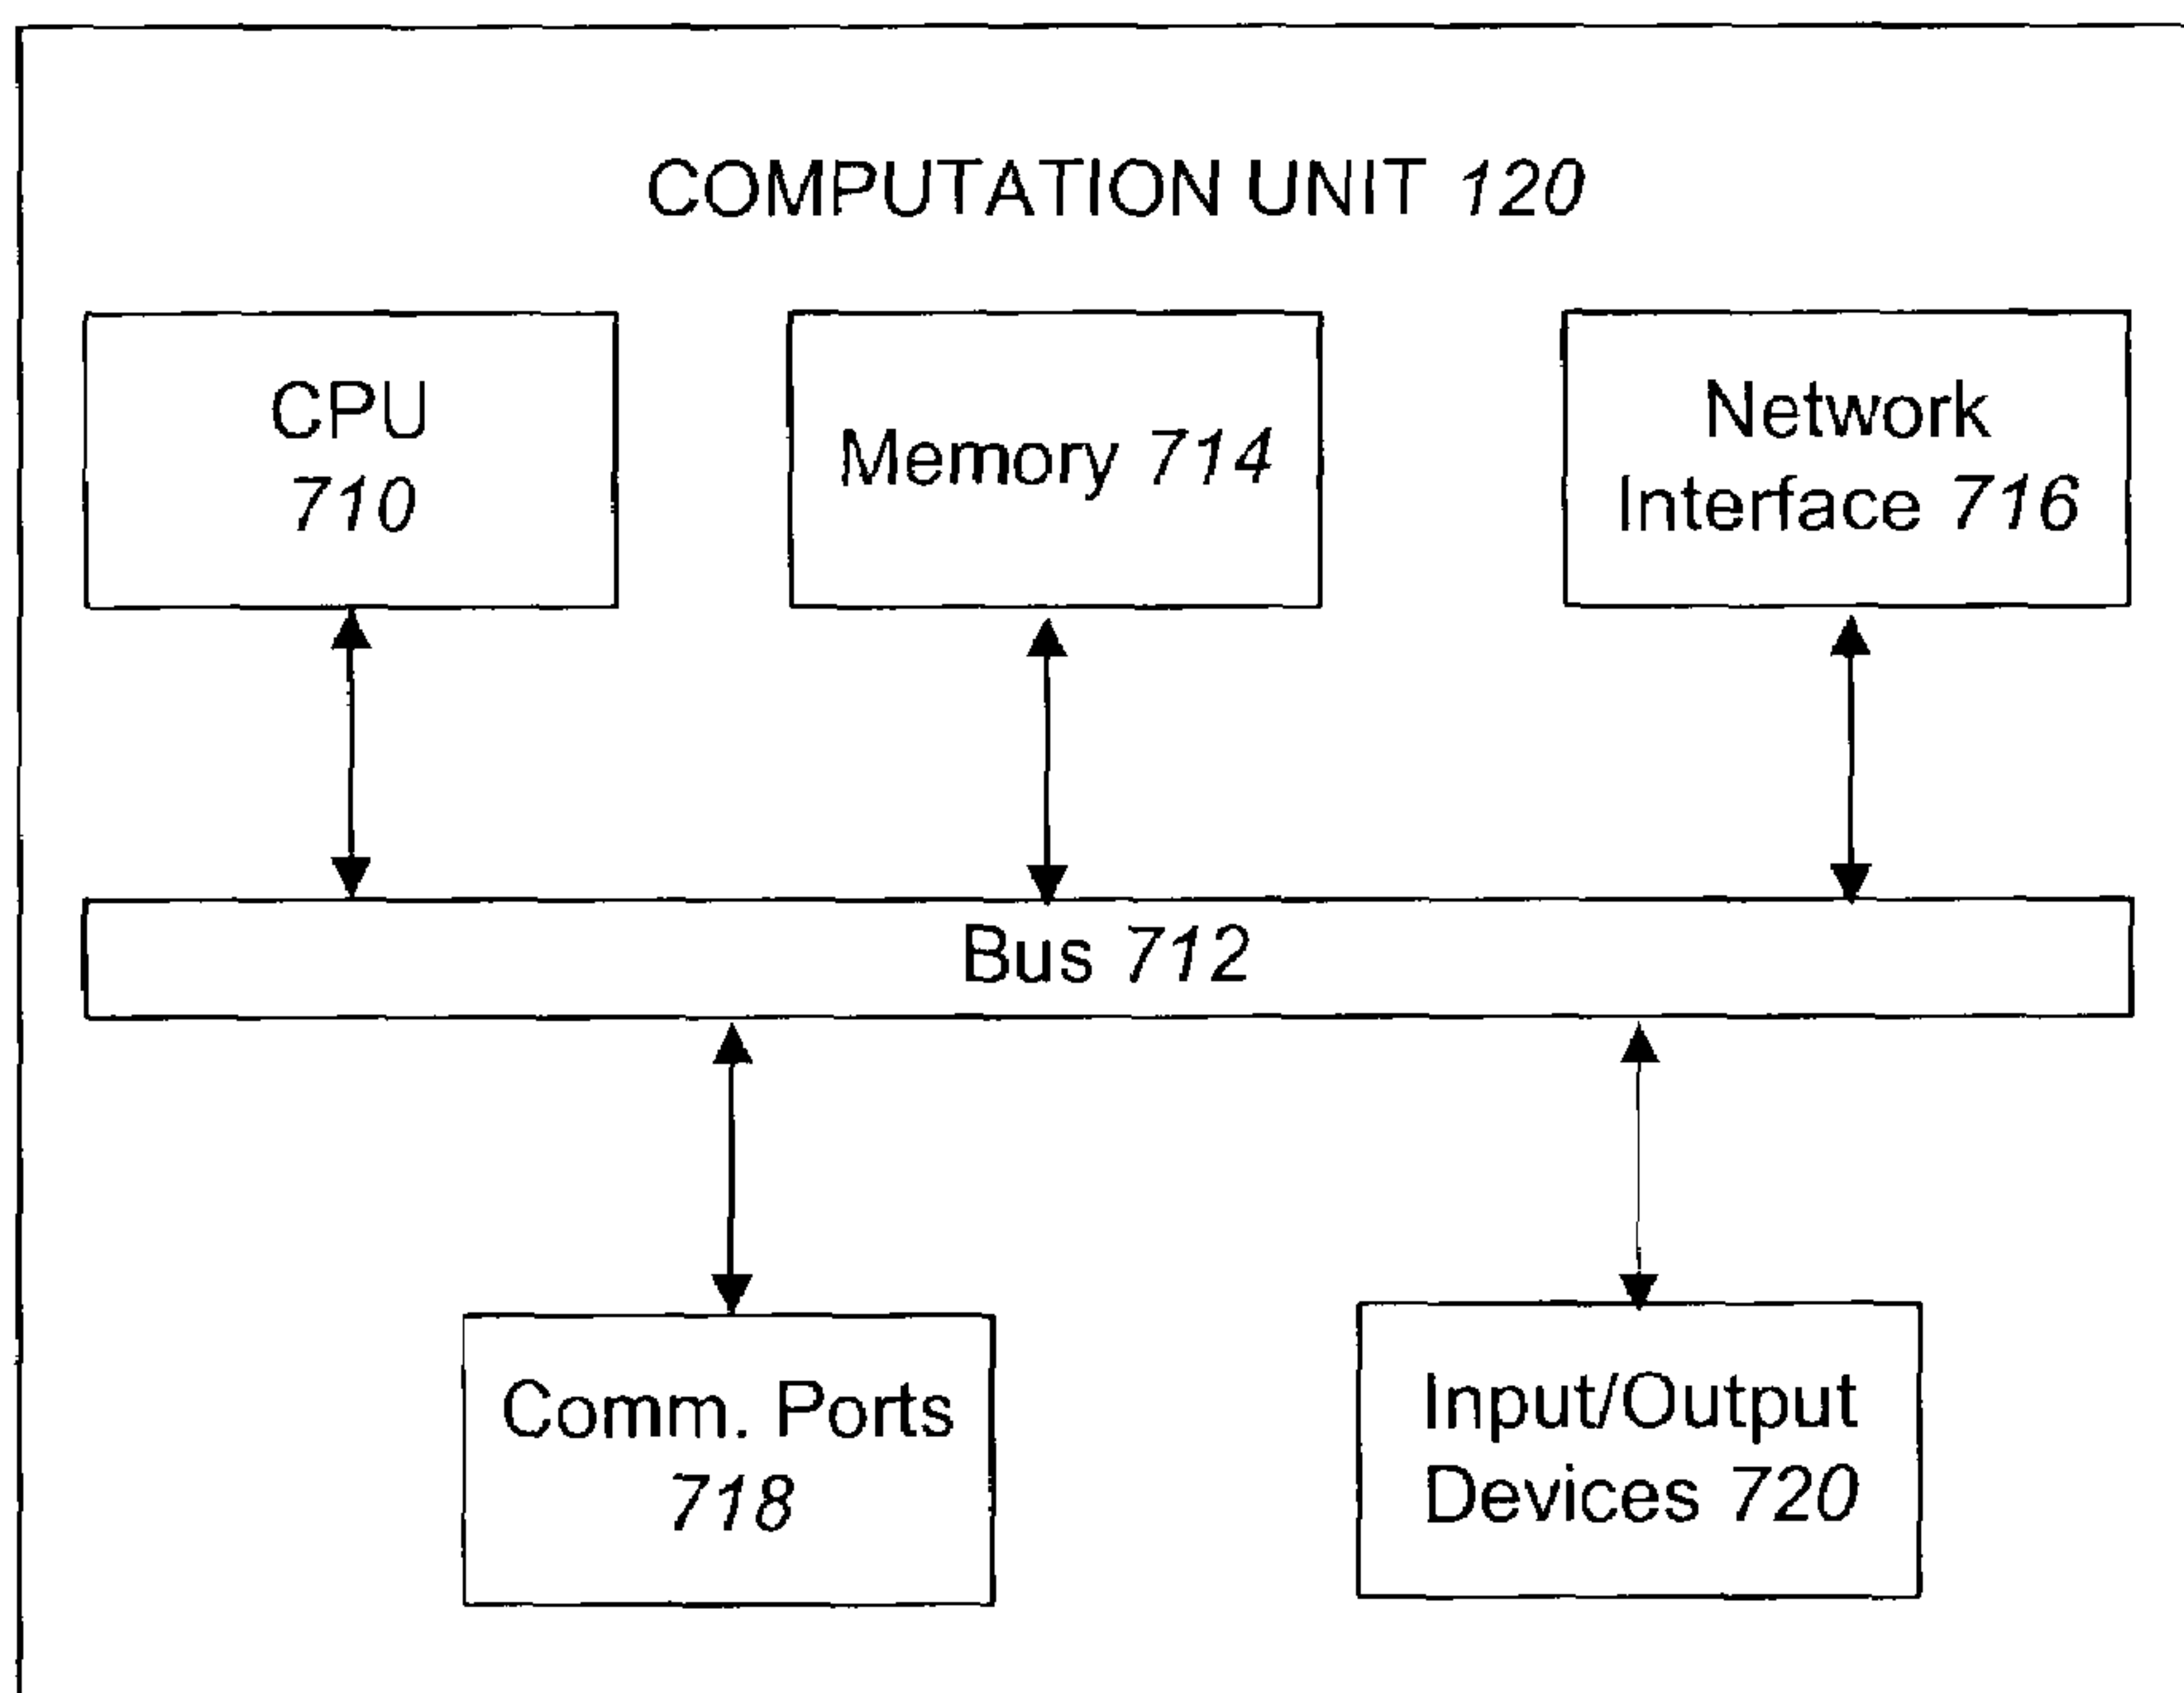 COMPUTATION UNIT 120
CPU
710
Memory 714
Network
Interface 716
Bus 712
Comm. Ports
718
Input/Output
Devices 720